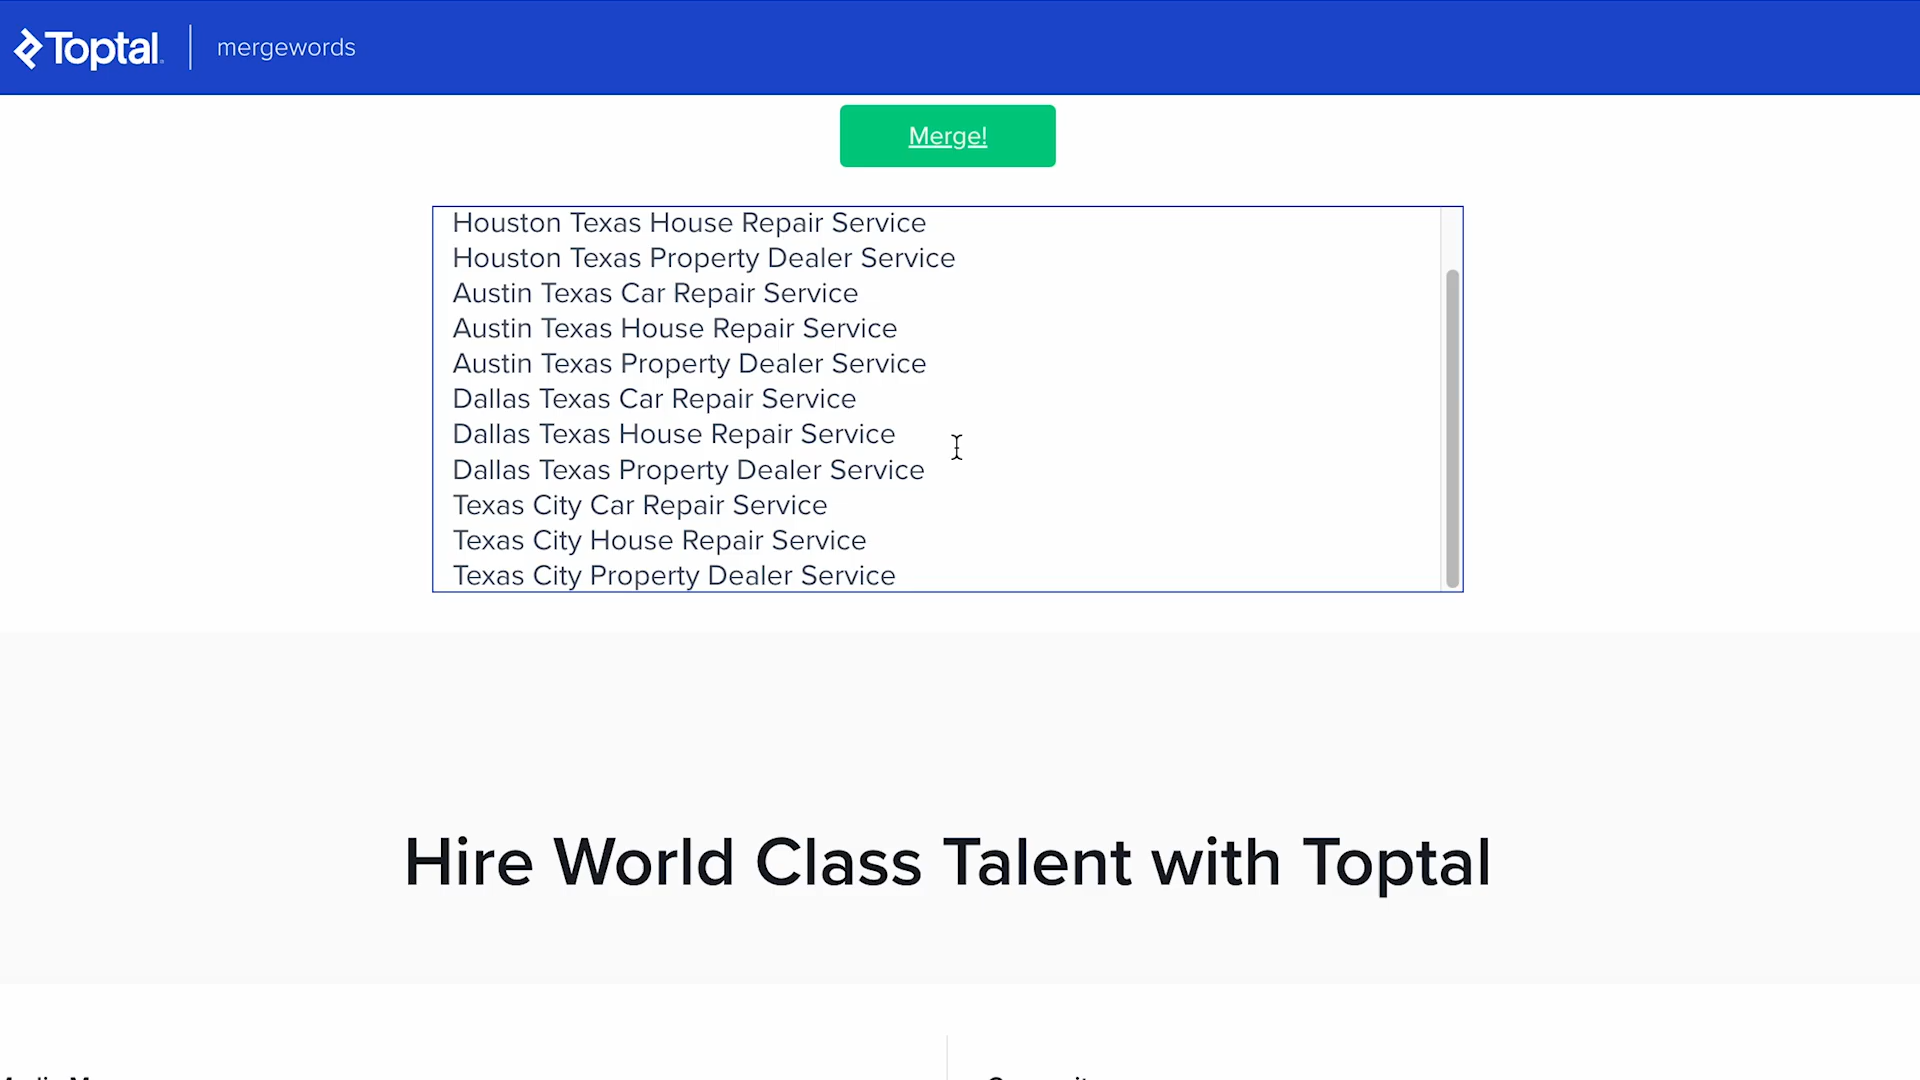 Toptal
mergewords
Merge!
Houston Texas House Repair Service
Houston Texas Property Dealer Service
Austin Texas Car Repair Service
Austin Texas House Repair Service
Austin Texas Property Dealer Service
Dallas Texas Car Repair Service
Dallas Texas House Repair Service
Dallas Texas Property Dealer Service
Texas City Car Repair Service
Texas City House Repair Service
Texas City Property Dealer Service
Hire World Class Talent with Toptal